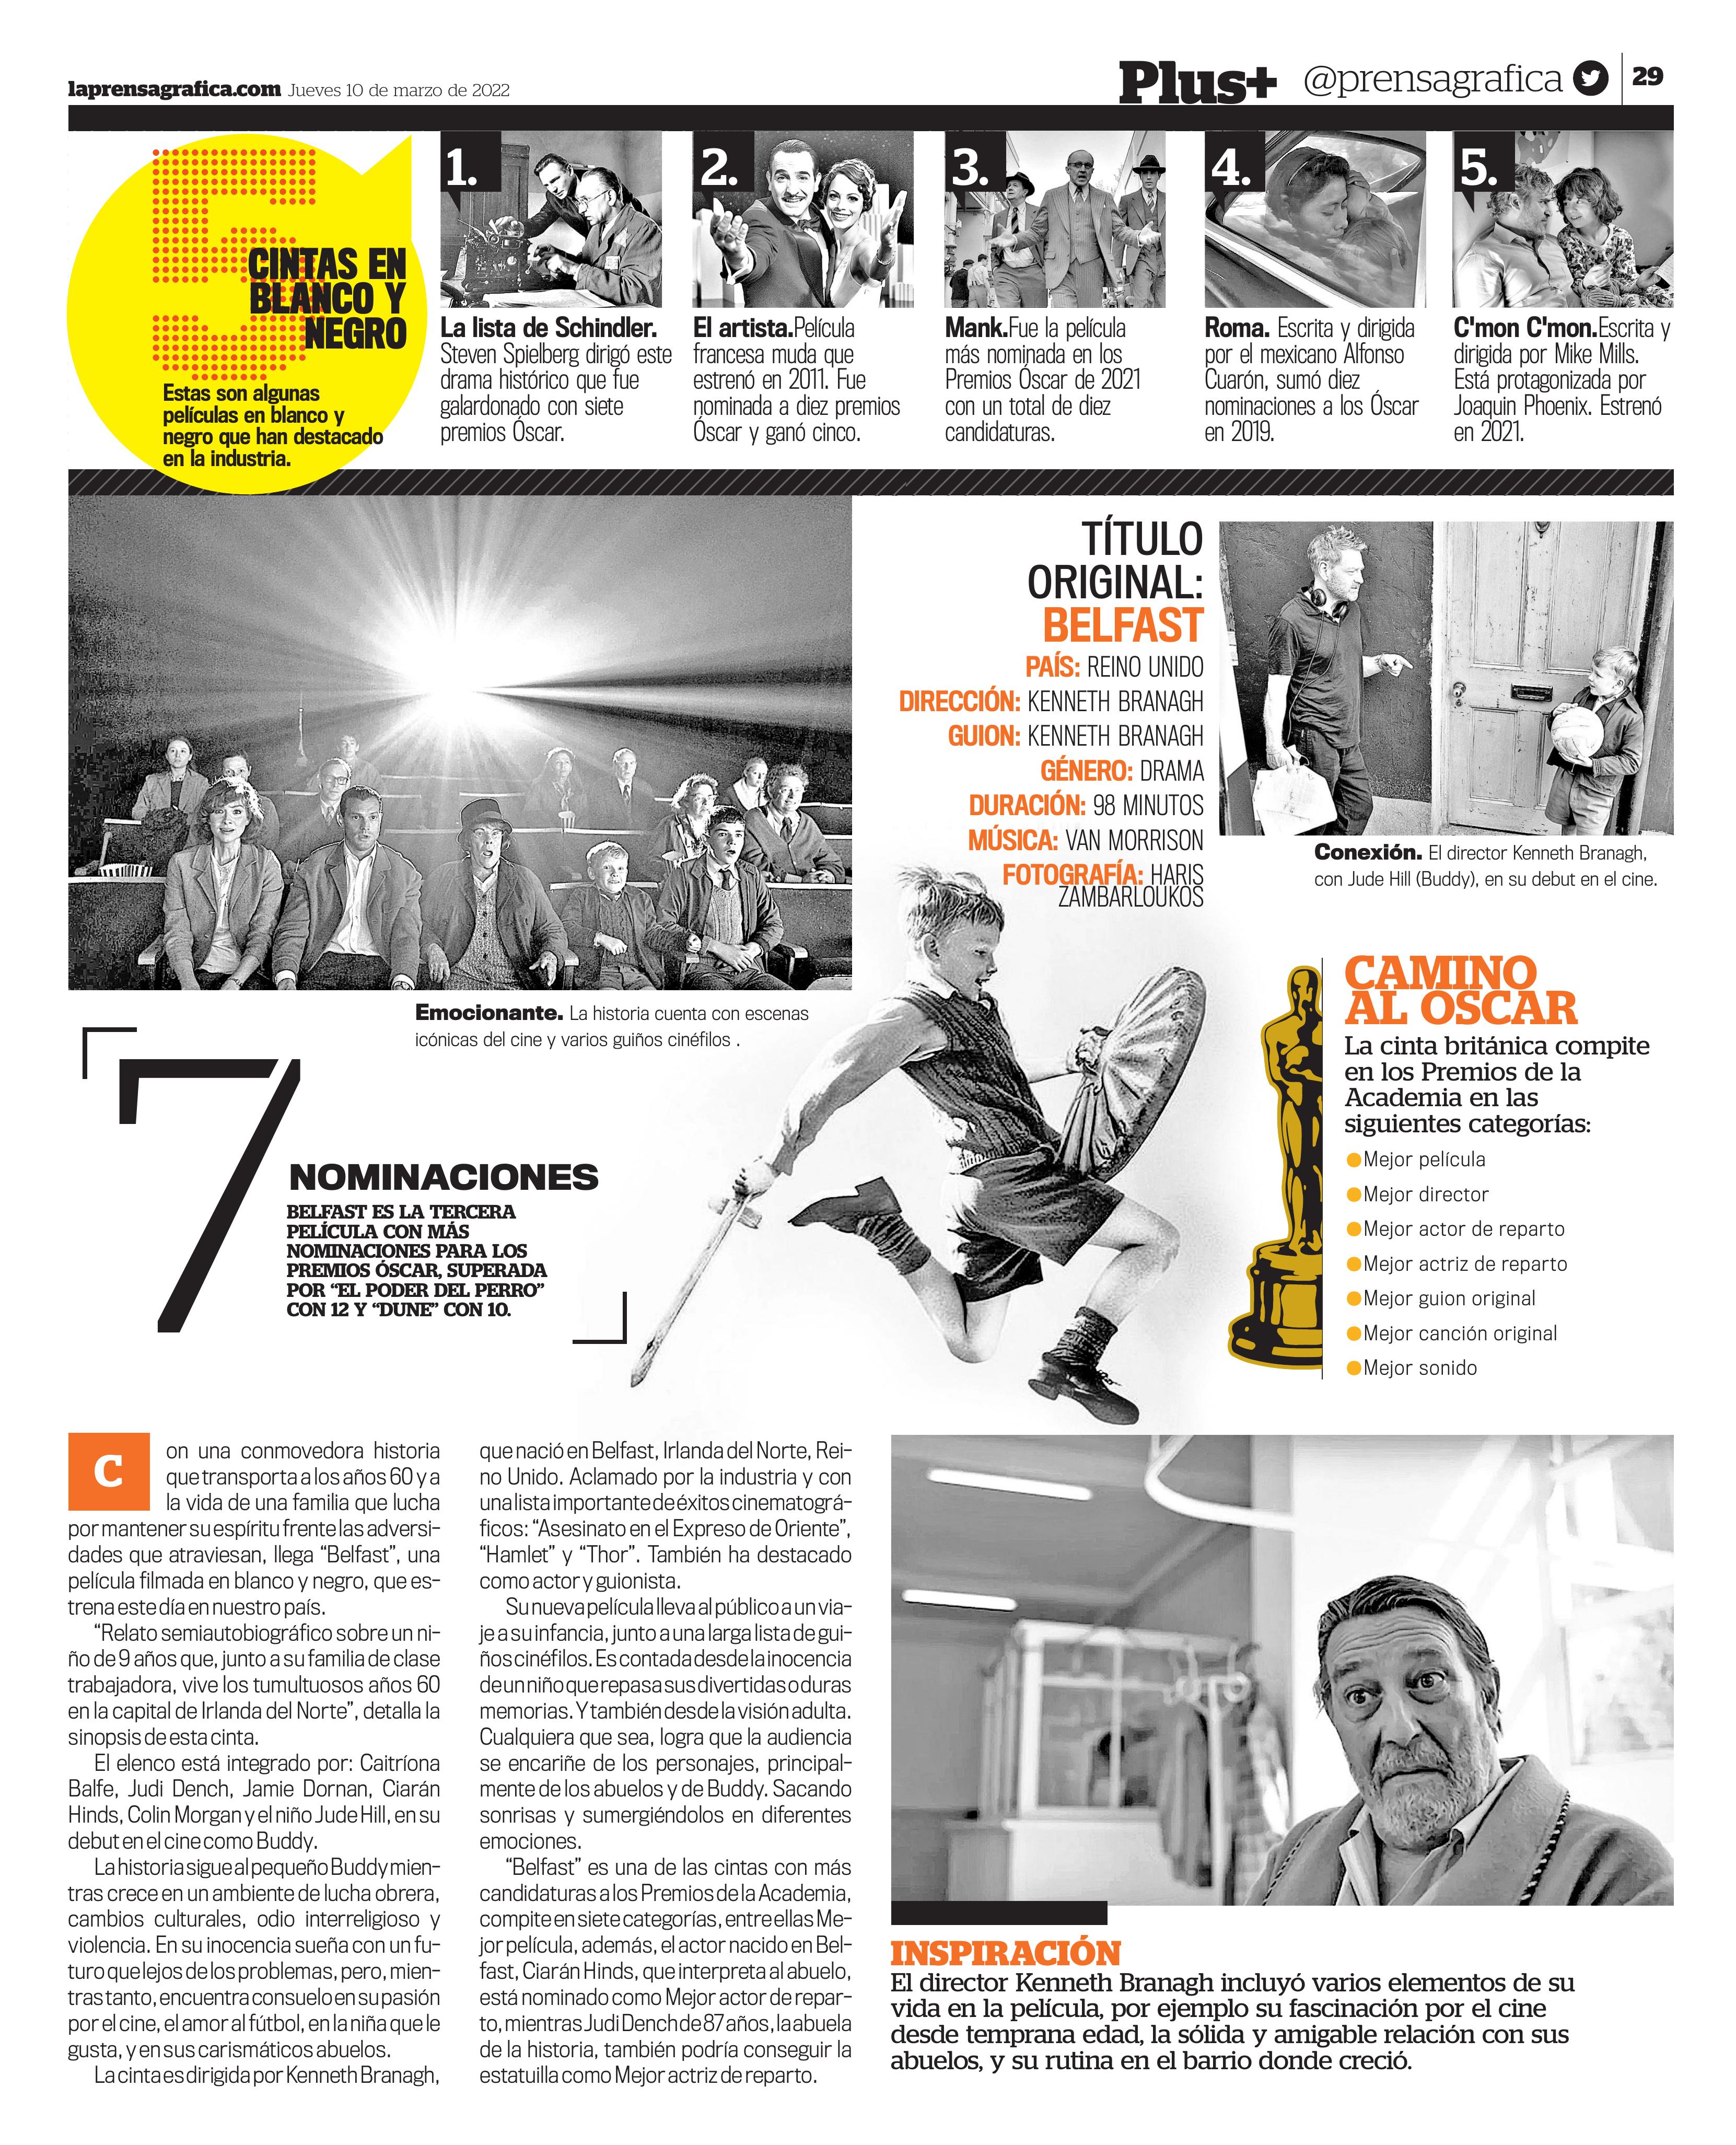 laprensagrafica.com Jueves 10 de marzo de 2022
Plus+ @prensagrafica 29
5
CINTAS EN
BLANCO Y
NEGRO
Estas son algunas
películas en blanco y
negro que han destacado
en la industria.
1.
La lista de Schindler.
Steven Spielberg dirigó este
drama histórico que fue
galardonado con siete
premios Óscar.
2.
El artista.Película
francesa muda que
estrenó en 2011. Fue
nominada a diez premios
Óscar y ganó cinco.
3.
Mank.Fue la película
más nominada en los
Premios Óscar de 2021
con un total de diez
candidaturas.
4.
Roma. Escrita y dirigida
por el mexicano Alfonso
Cuarón, sumó diez
nominaciones a los Óscar
en 2019.
5.
C'mon C'mon.Escrita y
dirigida por Mike Mills.
Está protagonizada por
Joaquin Phoenix. Estrenó
en 2021.
TÍTULO
ORIGINAL:
BELFAST
PAÍS: REINO UNIDO
DIRECCIÓN: KENNETH BRANAGH
GUION: KENNETH BRANAGH
GÉNERO: DRAMA
DURACIÓN: 98 MINUTOS
MÚSICA: VAN MORRISON
FOTOGRAFÍA: HARIS
ZAMBARLOUKOS
Conexión. El director Kenneth Branagh,
con Jude Hill (Buddy), en su debut en el cine.
Emocionante. La historia cuenta con escenas
icónicas del cine y varios guiños cinéfilos .
7
NOMINACIONES
BELFAST ES LA TERCERA
PELÍCULA CON MÁS
NOMINACIONES PARA LOS
PREMIOS ÓSCAR, SUPERADA
POR “EL PODER DEL PERRO”
CON 12 Y “DUNE” CON 10.
CAMINO
AL OSCAR
La cinta británica compite
en los Premios de la
Academia en las
siguientes categorías:
●Mejor película
●Mejor director
●Mejor actor de reparto
●Mejor actriz de reparto
●Mejor guion original
●Mejor canción original
●Mejor sonido
Con una conmovedora historia
que transporta a los años 60 y a
la vida de una familia que lucha
por mantener su espíritu frente las adversi-
dades que atraviesan, llega “Belfast”, una
película filmada en blanco y negro, que es-
trena este día en nuestro país.
“Relato semiautobiográfico sobre un ni-
ño de 9 años que, junto a su familia de clase
trabajadora, vive los tumultuosos años 60
en la capital de Irlanda del Norte”, detalla la
sinopsis de esta cinta.
El elenco está integrado por: Caitríona
Balfe, Judi Dench, Jamie Dornan, Ciarán
Hinds, Colin Morgan y el niño Jude Hill, en su
debut en el cine como Buddy.
La historia sigue al pequeño Buddy mien-
tras crece en un ambiente de lucha obrera,
cambios culturales, odio interreligioso y
violencia. En su inocencia sueña con un fu-
turo que lejos de los problemas, pero, mien-
tras tanto, encuentra consuelo en su pasión
por el cine, el amor al fútbol, en la niña que le
gusta, y en sus carismáticos abuelos.
La cinta es dirigida por Kenneth Branagh,
que nació en Belfast, Irlanda del Norte, Rei-
no Unido. Aclamado por la industria y con
una lista importante de éxitos cinematográ-
ficos: “Asesinato en el Expreso de Oriente”,
“Hamlet” y “Thor”. También ha destacado
como actor y guionista.
Su nueva película lleva al público a un via-
je a su infancia, junto a una larga lista de gui-
ños cinéfilos. Es contada desde la inocencia
de un niño que repasa sus divertidas o duras
memorias. Y también desde la visión adulta.
Cualquiera que sea, logra que la audiencia
se encariñe de los personajes, principal-
mente de los abuelos y de Buddy. Sacando
sonrisas y sumergiéndolos en diferentes
emociones.
“Belfast” es una de las cintas con más
candidaturas a los Premios de la Academia,
compite en siete categorías, entre ellas Me-
jor película, además, el actor nacido en Bel-
fast, Ciarán Hinds, que interpreta al abuelo,
está nominado como Mejor actor de repar-
to, mientras Judi Dench de 87 años, la abuela
de la historia, también podría conseguir la
estatuilla como Mejor actriz de reparto.
INSPIRACIÓN
El director Kenneth Branagh incluyó varios elementos de su
vida en la película, por ejemplo su fascinación por el cine
desde temprana edad, la sólida y amigable relación con sus
abuelos, y su rutina en el barrio donde creció.